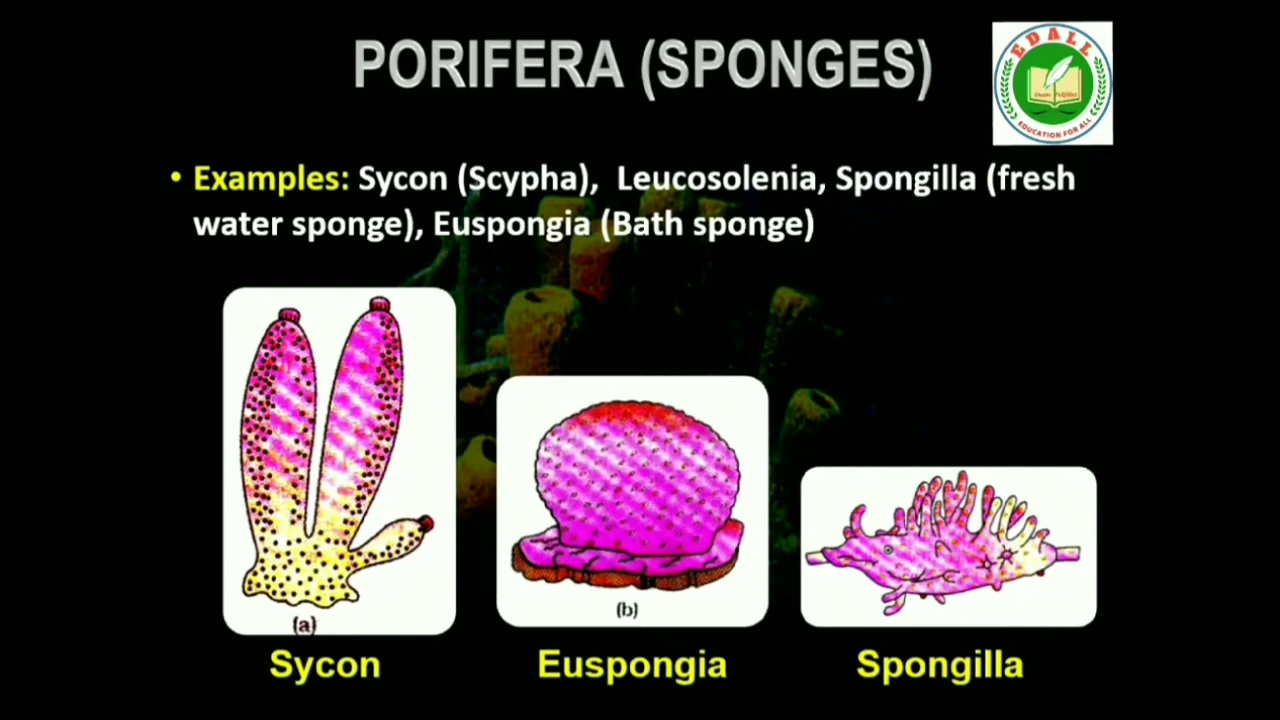 PORIFERA (SPONGES)
EDALL
EDUCATION FOR ALL
• Examples: Sycon (Scypha), Leucosolenia, Spongilla (fresh
water sponge), Euspongia (Bath sponge)
(a)
(b)
Sycon
Euspongia
Spongilla